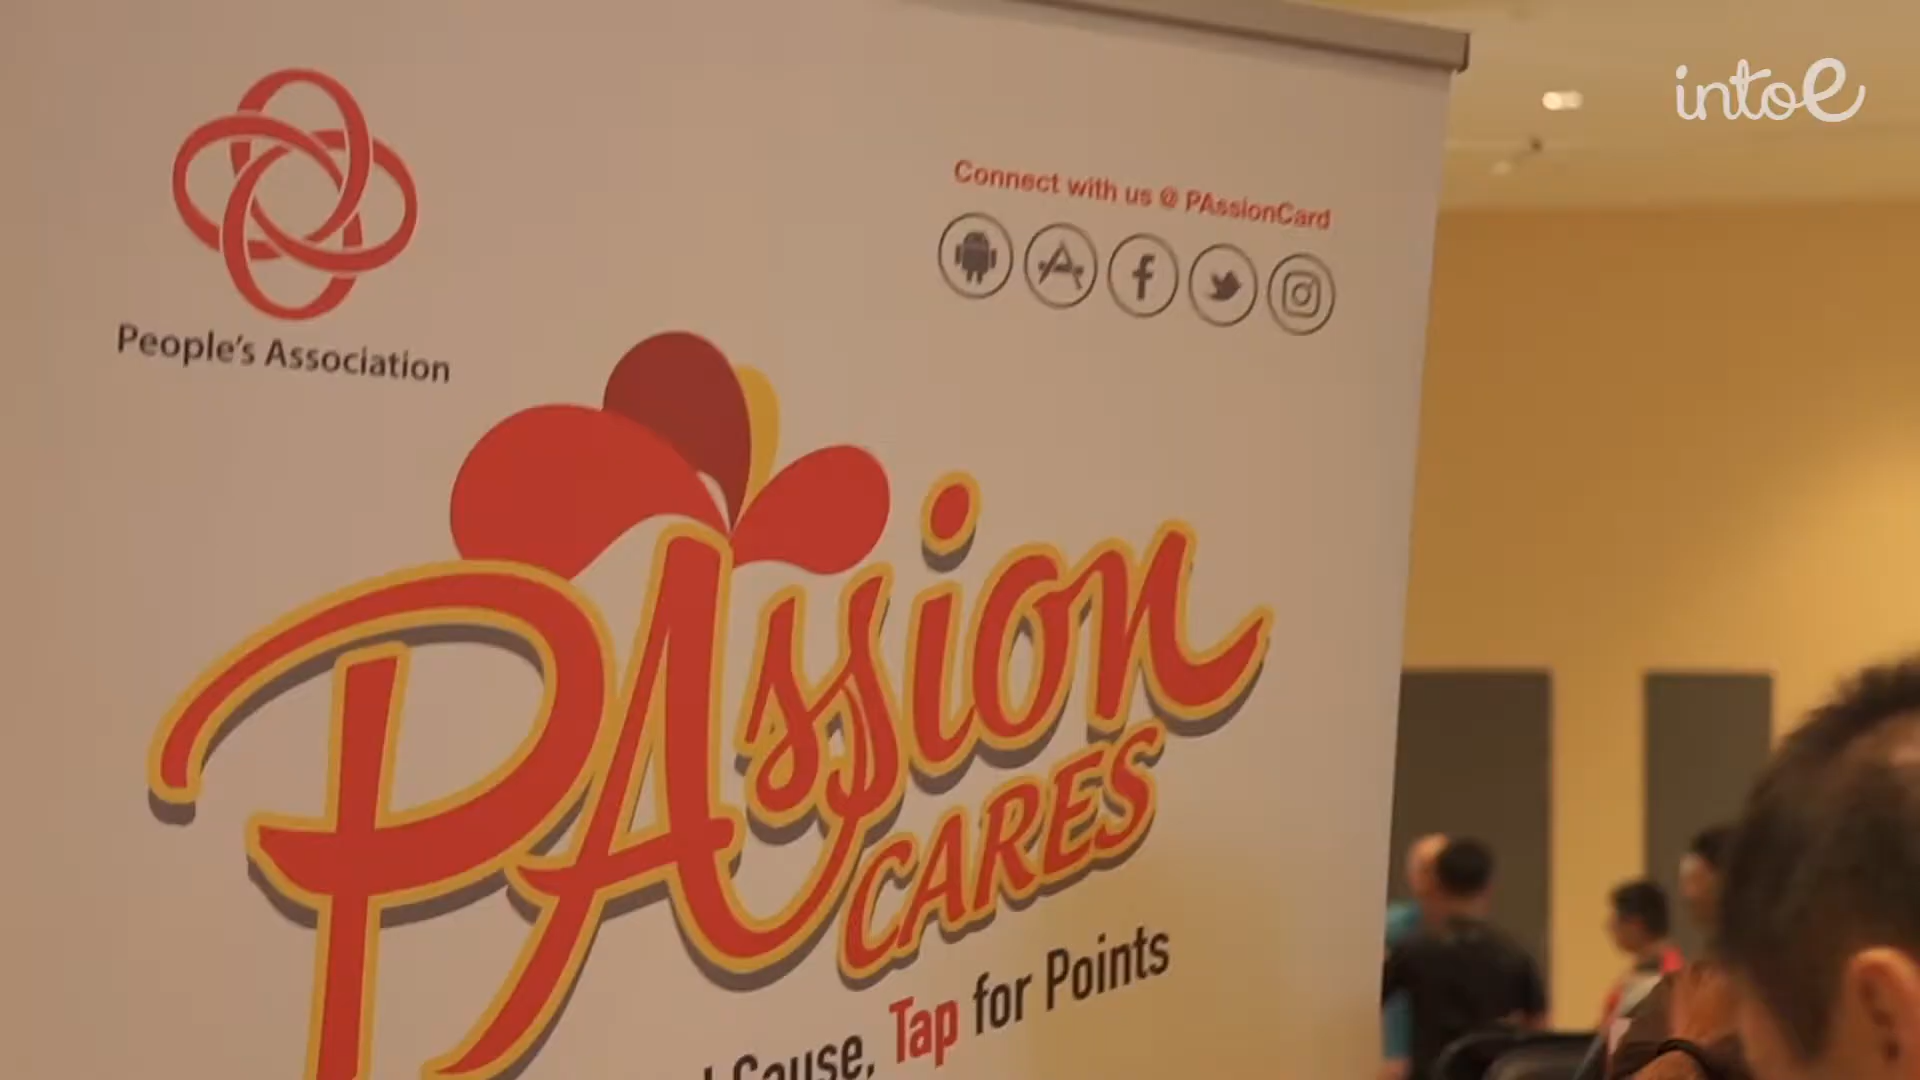 intoe
People's Association
Connect with us @ PAssionCard
PAssion
CARES
Cause, Tap for Points